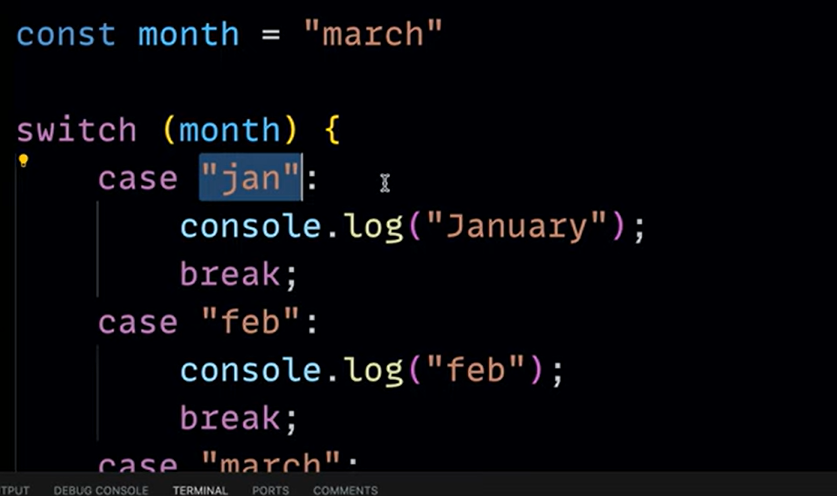 const month = "march"
switch (month) {
case "jan":
console.log("January");
break;
case "feb":
console.log("feb");
break;
case "march":
TPUT DEBUG CONSOLE TERMINAL PORTS COMMENTS